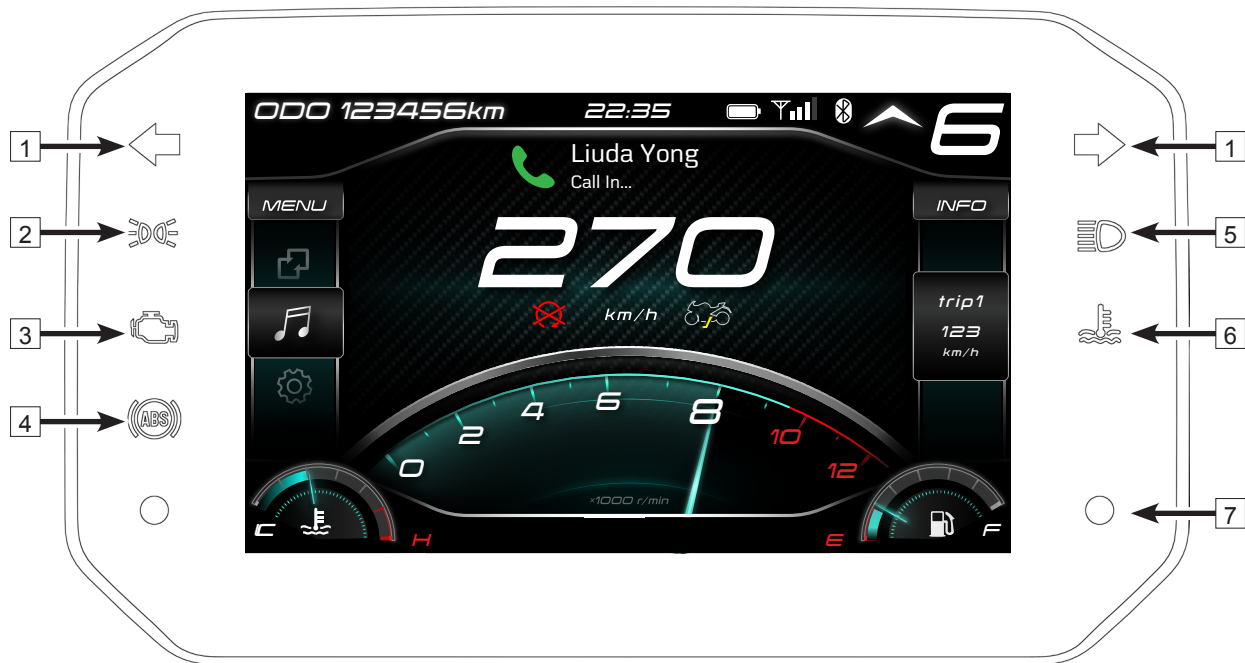 ODO 123456km
22:35
6
Liuda Yong
Call In...
MENU
INFO
270
km/h
trip1
123
km/h
0
2
4
6
8
10
12
×1000 r/min
C
H
E
F
1
2
3
4
ABS
1
5
6
7